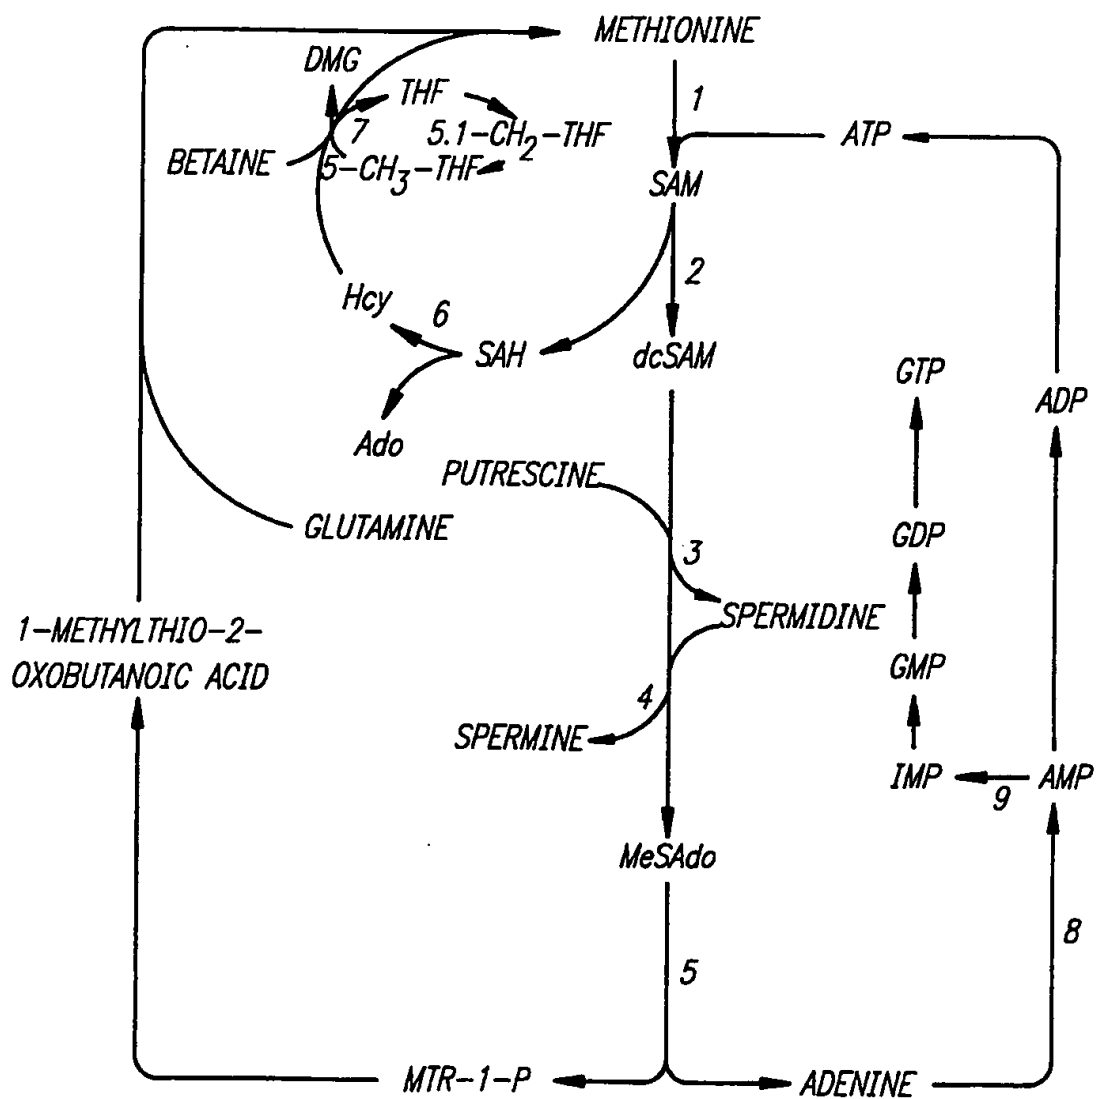 METHIONINE
DMG
THF
1
7
5.1-CH2-THF
ATP
BETAINE
5-CH3-THF
SAM
2
Hcy
6
SAH
dcSAM
GTP
ADP
Ado
PUTRESCINE
GLUTAMINE
3
GDP
SPERMIDINE
1-METHYLTHIO-2-
OXOBUTANOIC ACID
GMP
4
SPERMINE
IMP
AMP
9
MeSAdo
8
5
MTR-1-P
ADENINE